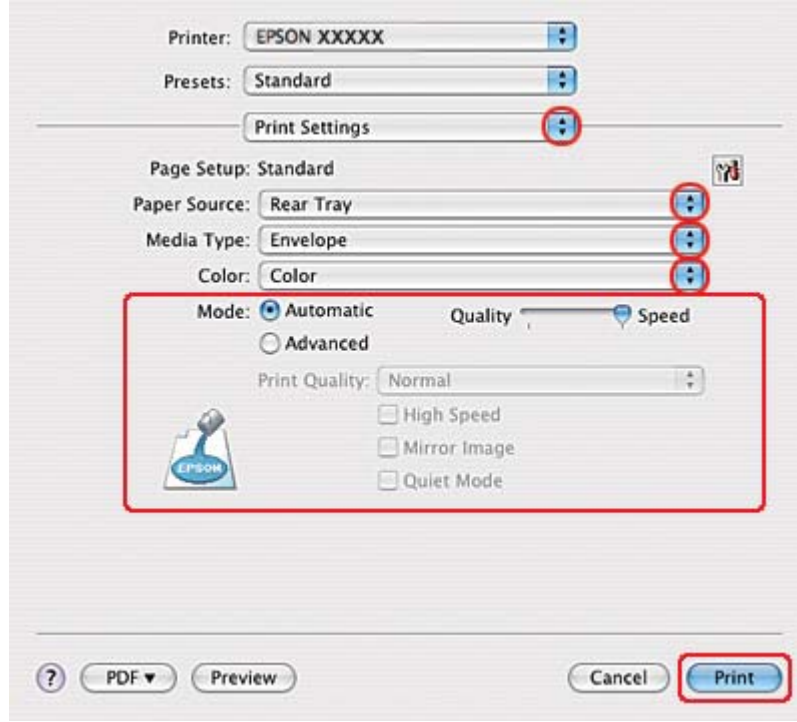 Printer: EPSON XXXXX
Presets: Standard
Print Settings
Page Setup: Standard
Paper Source: Rear Tray
Media Type: Envelope
Color: Color
Mode: Automatic Quality Speed
Advanced
Print Quality: Normal
High Speed
Mirror Image
EPSON
Quiet Mode
? PDF Preview Cancel Print